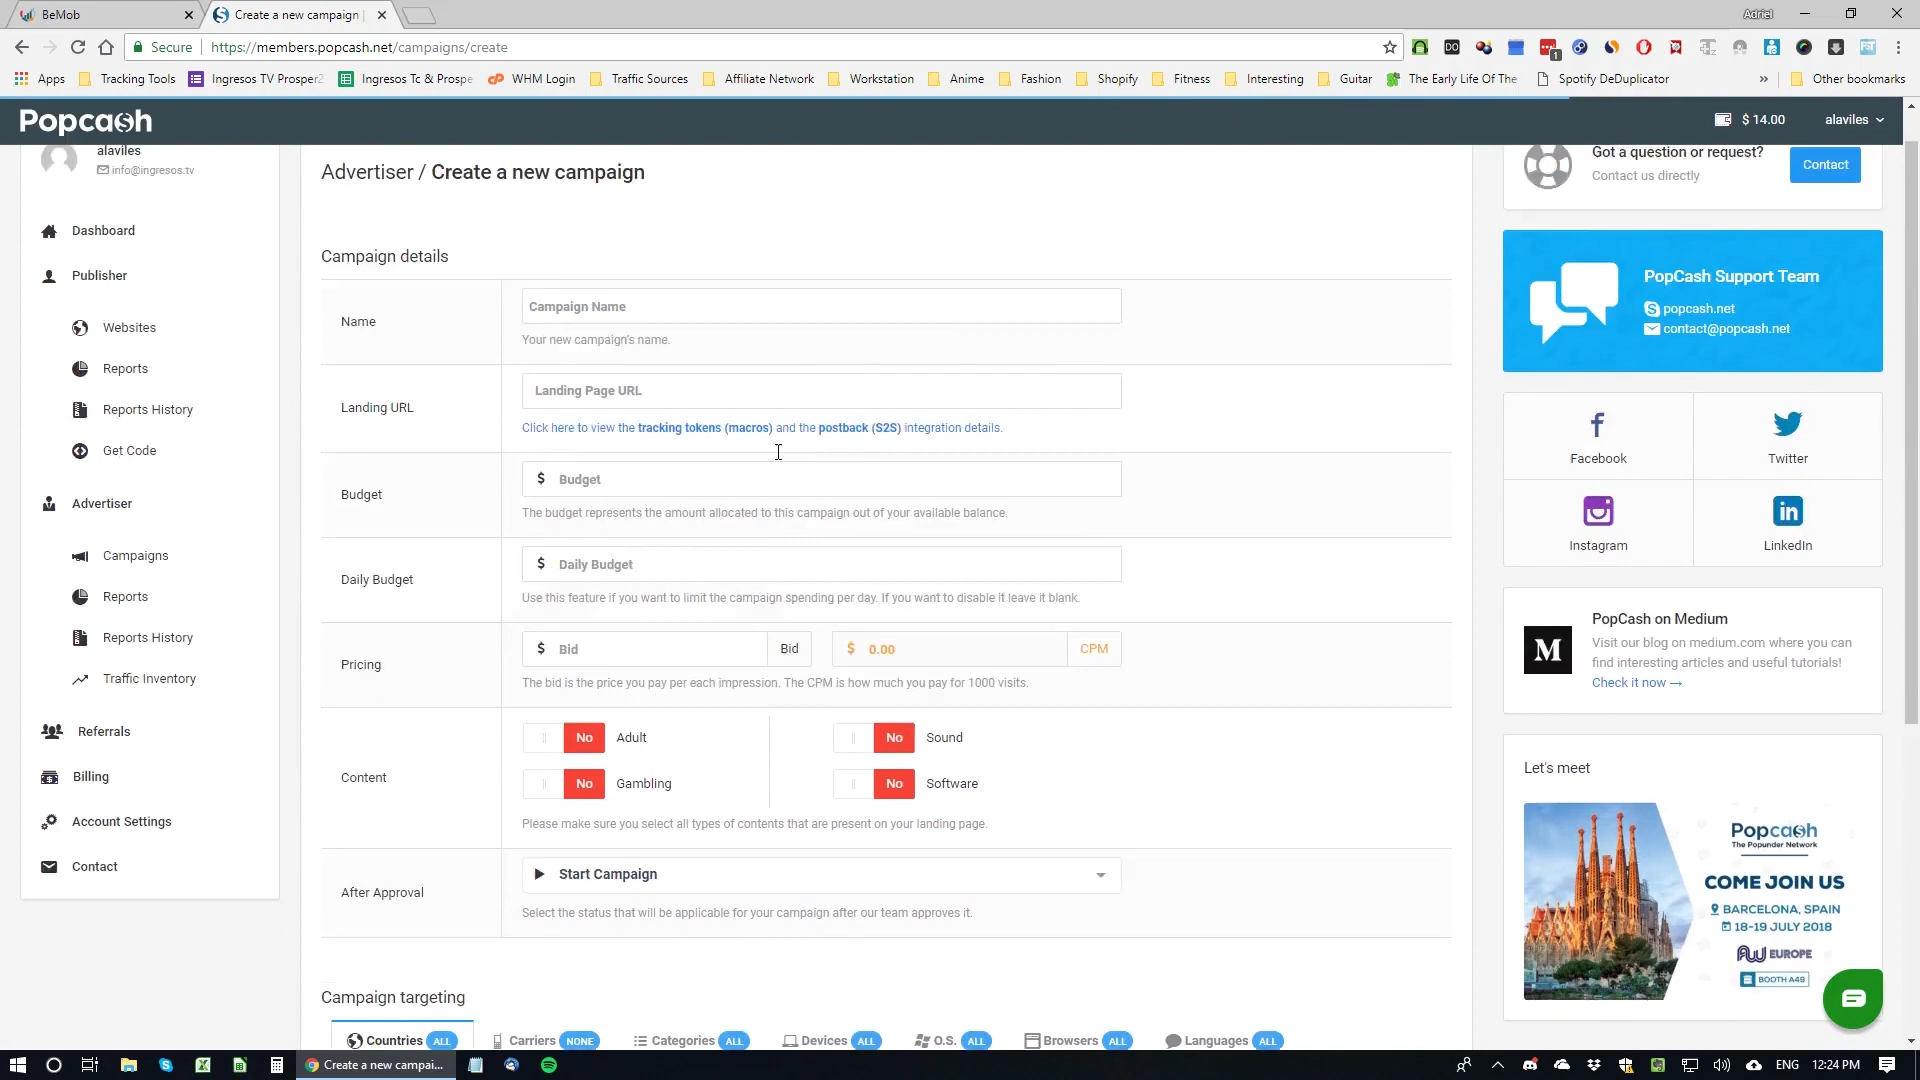 BeMob
Create a new campaign
Adriel
Secure
https://members.popcash.net/campaigns/create
Apps
Tracking Tools
Ingresos TV Prosper2
Ingresos Tc & Prospe
WHM Login
Traffic Sources
Affiliate Network
Workstation
Anime
Fashion
Shopify
Fitness
Interesting
Guitar
The Early Life Of The
Spotify DeDuplicator
»
Other bookmarks
Popcash
$ 14.00
alaviles
alaviles
info@ingresos.tv
Dashboard
Publisher
Websites
Reports
Reports History
Get Code
Advertiser
Campaigns
Reports
Reports History
Traffic Inventory
Referrals
Billing
Account Settings
Contact
Advertiser / Create a new campaign
Campaign details
Name
Campaign Name
Your new campaign's name.
Landing URL
Landing Page URL
Click here to view the tracking tokens (macros) and the postback (S2S) integration details.
Budget
$ Budget
The budget represents the amount allocated to this campaign out of your available balance.
Daily Budget
$ Daily Budget
Use this feature if you want to limit the campaign spending per day. If you want to disable it leave it blank.
Pricing
$ Bid Bid
$ 0.00 CPM
The bid is the price you pay per each impression. The CPM is how much you pay for 1000 visits.
Content
No Adult
No Sound
No Gambling
No Software
Please make sure you select all types of contents that are present on your landing page.
After Approval
Start Campaign
Select the status that will be applicable for your campaign after our team approves it.
Campaign targeting
Countries ALL
Carriers NONE
Categories ALL
Devices ALL
O.S. ALL
Browsers ALL
Languages ALL
Got a question or request?
Contact us directly
Contact
PopCash Support Team
popcash.net
contact@popcash.net
Facebook
Twitter
Instagram
LinkedIn
M
PopCash on Medium
Visit our blog on medium.com where you can
find interesting articles and useful tutorials!
Check it now →
Let's meet
Popcash
The Popunder Network
COME JOIN US
BARCELONA, SPAIN
18-19 JULY 2018
EUROPE
BOOTH A49
Create a new campai...
ENG
12:24 PM